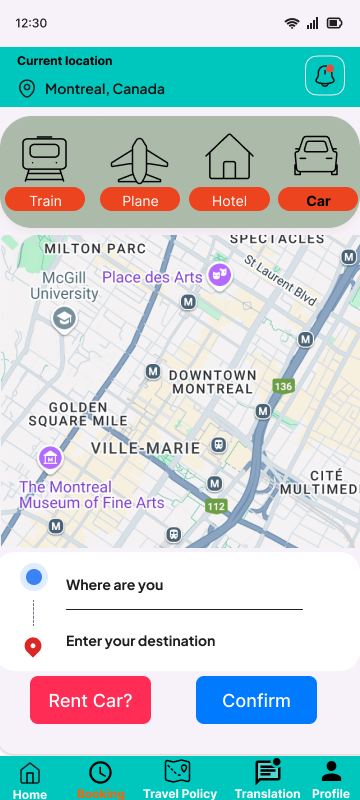 12:30
Current location
Montreal, Canada
Train
Plane
Hotel
Car
MILTON PARC
SPECTACLES
McGill
University
Place des Arts
St Laurent Blvd
M
M
M
136
DOWNTOWN
MONTREAL
M
M
GOLDEN
SQUARE MILE
VILLE-MARIE
CITÉ
MULTIMED
The Montreal
Museum of Fine Arts
M
112
M
Where are you
Enter your destination
Rent Car?
Confirm
Home
Booking
Travel Policy
Translation
Profile